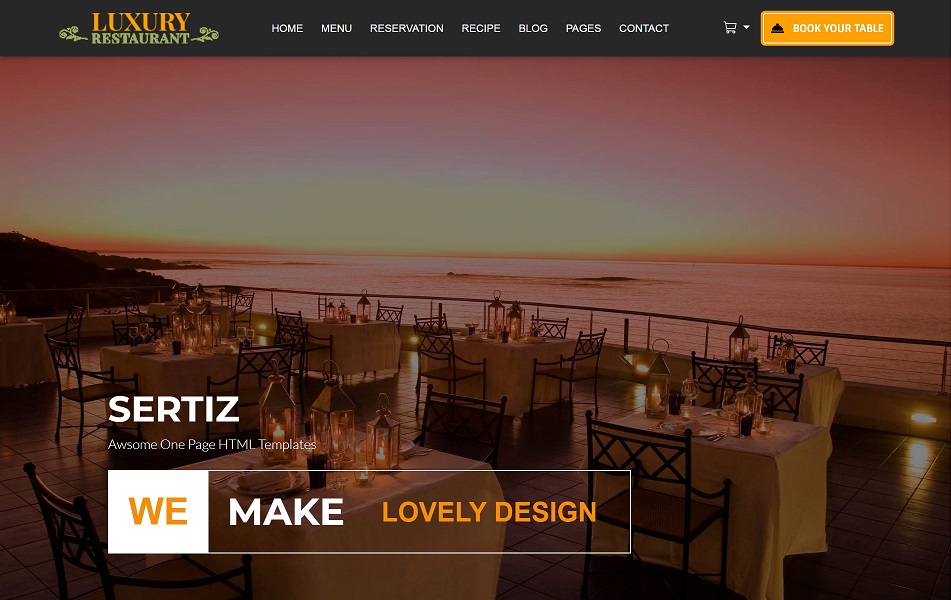 LUXURY
RESTAURANT
HOME MENU RESERVATION RECIPE BLOG PAGES CONTACT
BOOK YOUR TABLE
SERTIZ
Awsome One Page HTML Templates
WE MAKE LOVELY DESIGN